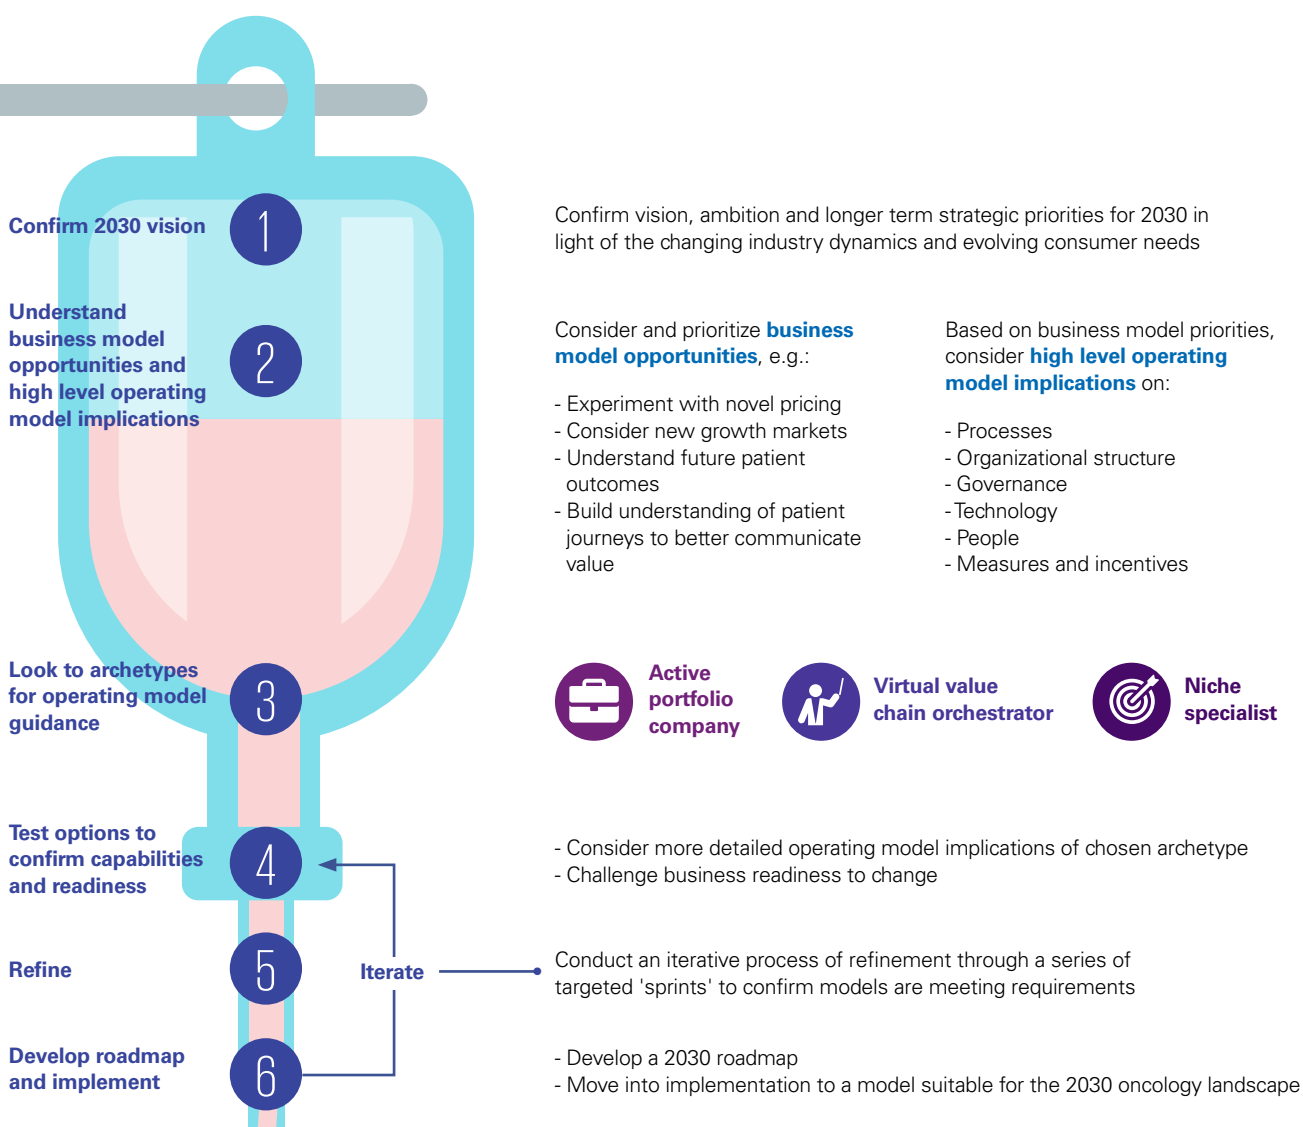 Confirm 2030 vision
1
Confirm vision, ambition and longer term strategic priorities for 2030 in
light of the changing industry dynamics and evolving consumer needs
Understand
business model
opportunities and
high level operating
model implications
2
Consider and prioritize business
model opportunities, e.g.:
- Experiment with novel pricing
- Consider new growth markets
- Understand future patient
outcomes
- Build understanding of patient
journeys to better communicate
value
Based on business model priorities,
consider high level operating
model implications on:
- Processes
- Organizational structure
- Governance
- Technology
- People
- Measures and incentives
Look to archetypes
for operating model
guidance
3
Active
portfolio
company
Virtual value
chain orchestrator
Niche
specialist
Test options to
confirm capabilities
and readiness
4
- Consider more detailed operating model implications of chosen archetype
- Challenge business readiness to change
Refine
5
Iterate
Conduct an iterative process of refinement through a series of
targeted 'sprints' to confirm models are meeting requirements
Develop roadmap
and implement
6
- Develop a 2030 roadmap
- Move into implementation to a model suitable for the 2030 oncology landscape